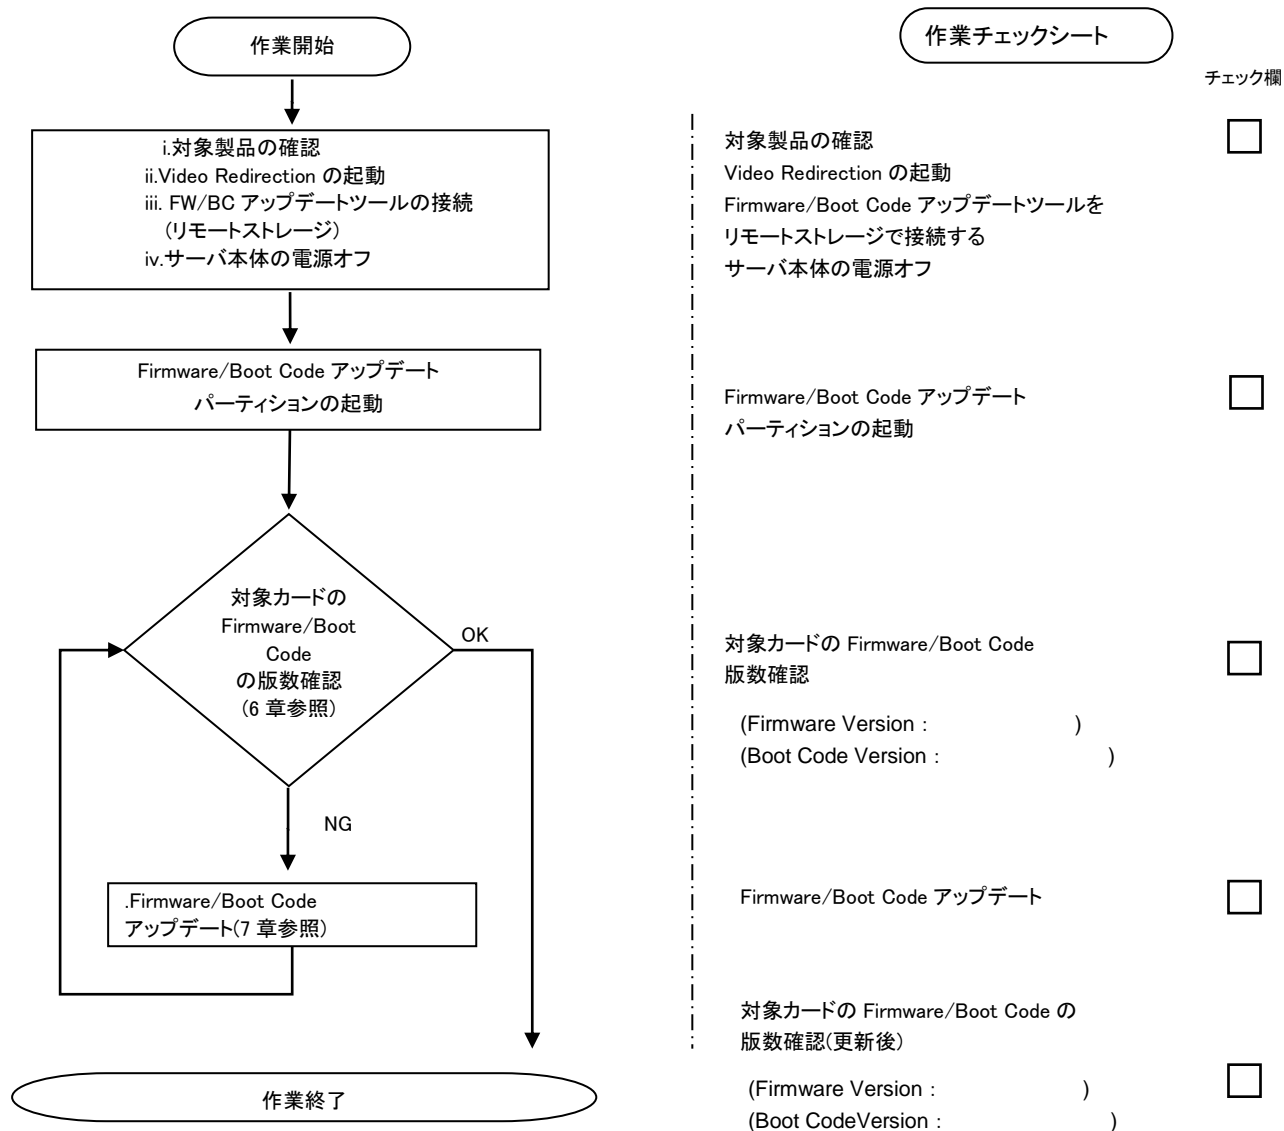 作業開始
i.対象製品の確認
ii.Video Redirection の起動
iii. FW/BC アップデートツールの接続
(リモートストレージ)
iv.サーバ本体の電源オフ
Firmware/Boot Code アップデート
パーティションの起動
対象カードの
Firmware/Boot
Code
の版数確認
(6 章参照)
OK
NG
.Firmware/Boot Code
アップデート(7 章参照)
作業終了
作業チェックシート
チェック欄
対象製品の確認
Video Redirection の起動
Firmware/Boot Code アップデートツールを
リモートストレージで接続する
サーバ本体の電源オフ
Firmware/Boot Code アップデート
パーティションの起動
対象カードの Firmware/Boot Code
版数確認
(Firmware Version : )
(Boot Code Version : )
Firmware/Boot Code アップデート
対象カードの Firmware/Boot Code の
版数確認(更新後)
(Firmware Version : )
(Boot CodeVersion : )